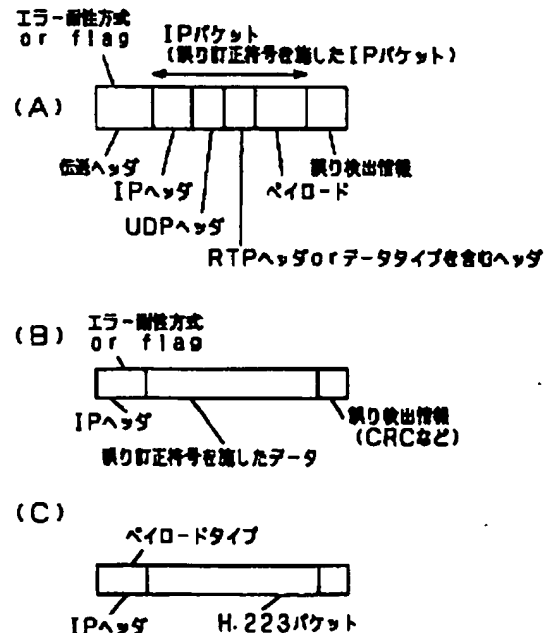 エラー耐性方式
or flag
IPパケット
(誤り訂正符号を施したIPパケット)
(A)
伝送ヘッダ
IPヘッダ
ペイロード
誤り検出情報
UDPヘッダ
RTPヘッダorデータタイプを含むヘッダ
(B)
エラー耐性方式
or flag
IPヘッダ
誤り検出情報
(CRCなど)
誤り訂正符号を施したデータ
(C)
ペイロードタイプ
IPヘッダ
H.223パケット